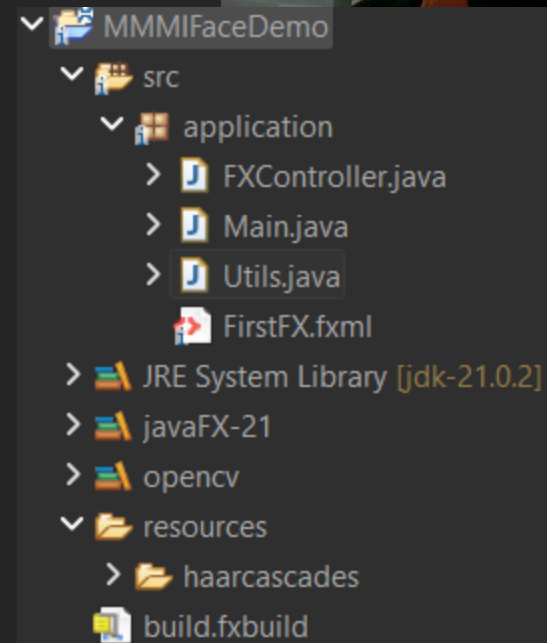 MMMIFaceDemo
src
application
FXController.java
Main.java
Utils.java
FirstFX.fxml
JRE System Library [jdk-21.0.2]
javaFX-21
opencv
resources
haarcascades
build.fxbuild